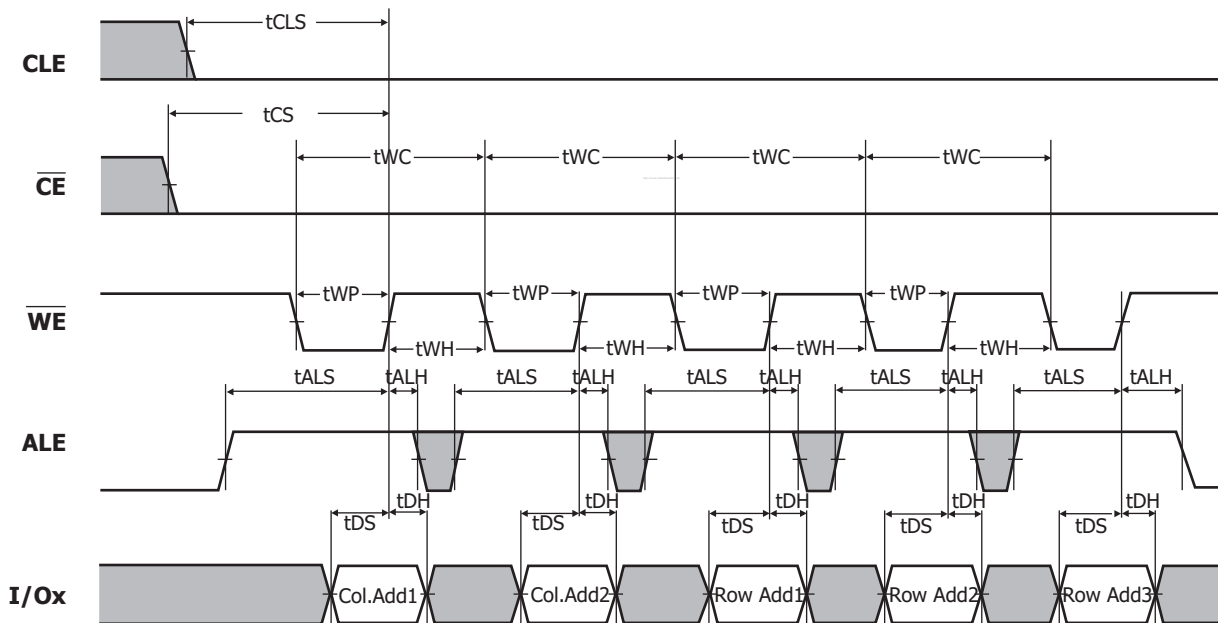 tCLS
CLE
tCS
tWC tWC tWC tWC
CE
tWP tWP tWP tWP
WE
tWH tWH tWH tWH
tALS tALH tALS tALH tALS tALH tALS tALH tALS tALH
ALE
tDH tDH tDH tDH tDH
tDS tDS tDS tDS tDS
I/Ox Col.Add1 Col.Add2 Row Add1 Row Add2 Row Add3